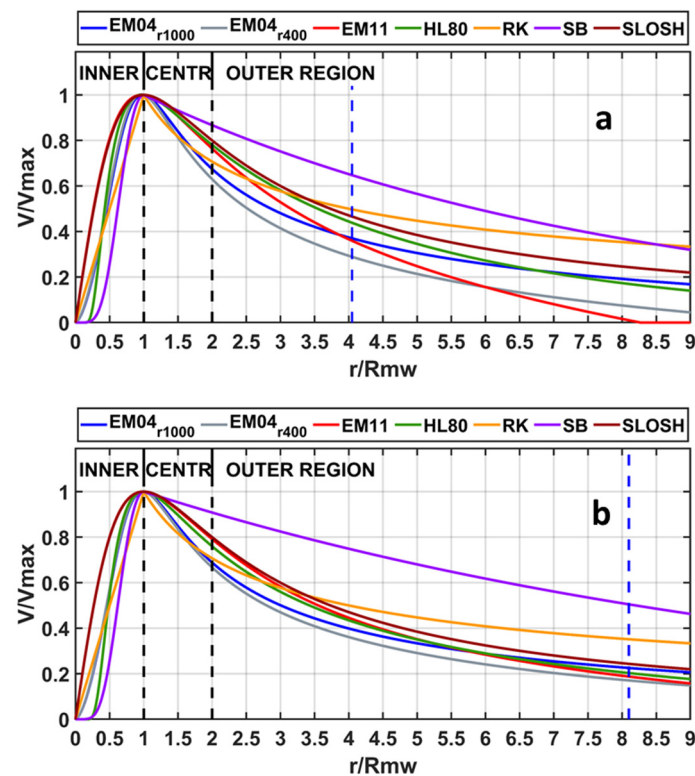 EM04r1000 EM04r400 EM11 HL80 RK SB SLOSH
INNER CENTR OUTER REGION
a
1
0.8
0.6
0.4
0.2
0
V/Vmax
0 0.5 1 1.5 2 2.5 3 3.5 4 4.5 5 5.5 6 6.5 7 7.5 8 8.5 9
r/Rmw
EM04r1000 EM04r400 EM11 HL80 RK SB SLOSH
INNER CENTR OUTER REGION
b
1
0.8
0.6
0.4
0.2
0
V/Vmax
0 0.5 1 1.5 2 2.5 3 3.5 4 4.5 5 5.5 6 6.5 7 7.5 8 8.5 9
r/Rmw